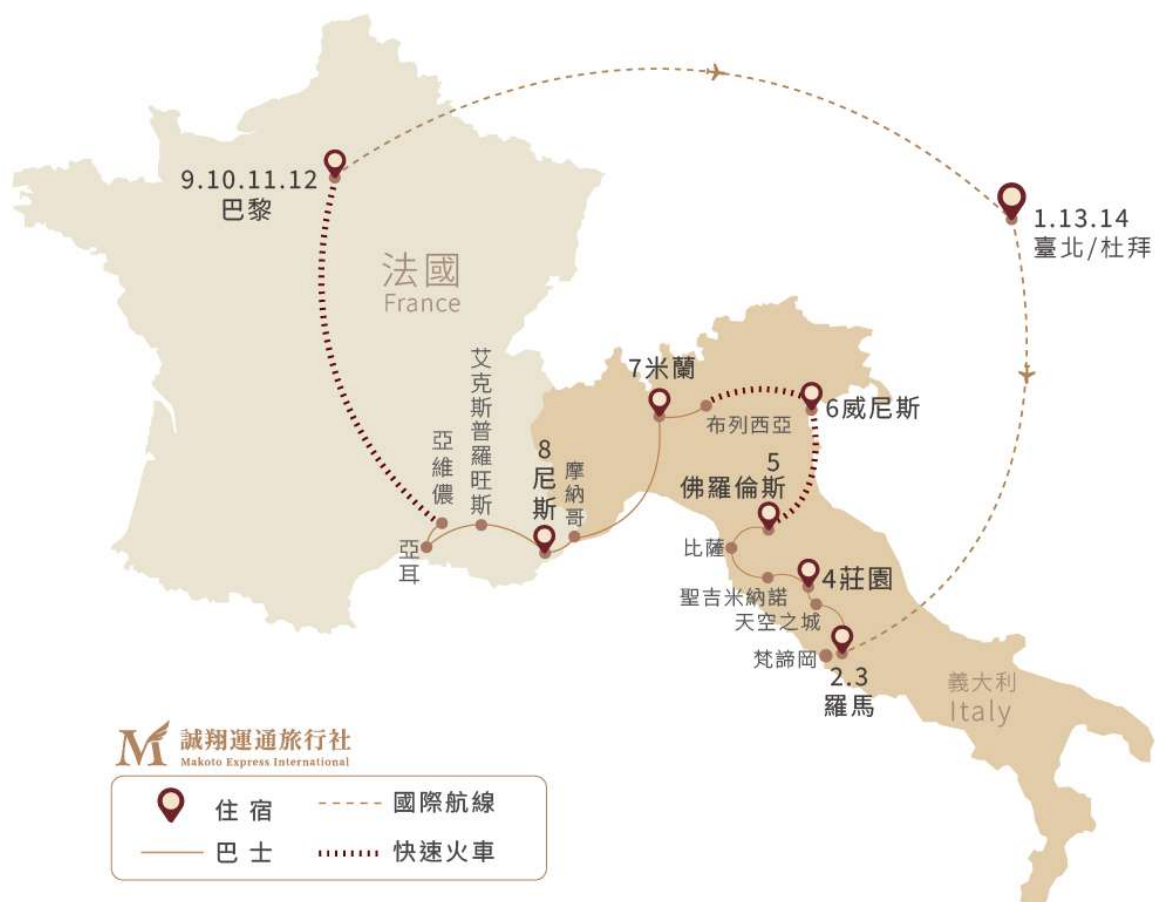 9.10.11.12
巴黎
1.13.14
臺北/杜拜
法國
France
7米蘭
布列西亞
6威尼斯
艾克斯普羅旺斯
亞維儂
8
尼斯
摩納哥
亞耳
5
佛羅倫斯
比薩
4莊園
聖吉米納諾
天空之城
梵諦岡
2.3
羅馬
義大利
Italy
M 誠翔運通旅行社
Makoto Express International
住宿
國際航線
巴士
快速火車